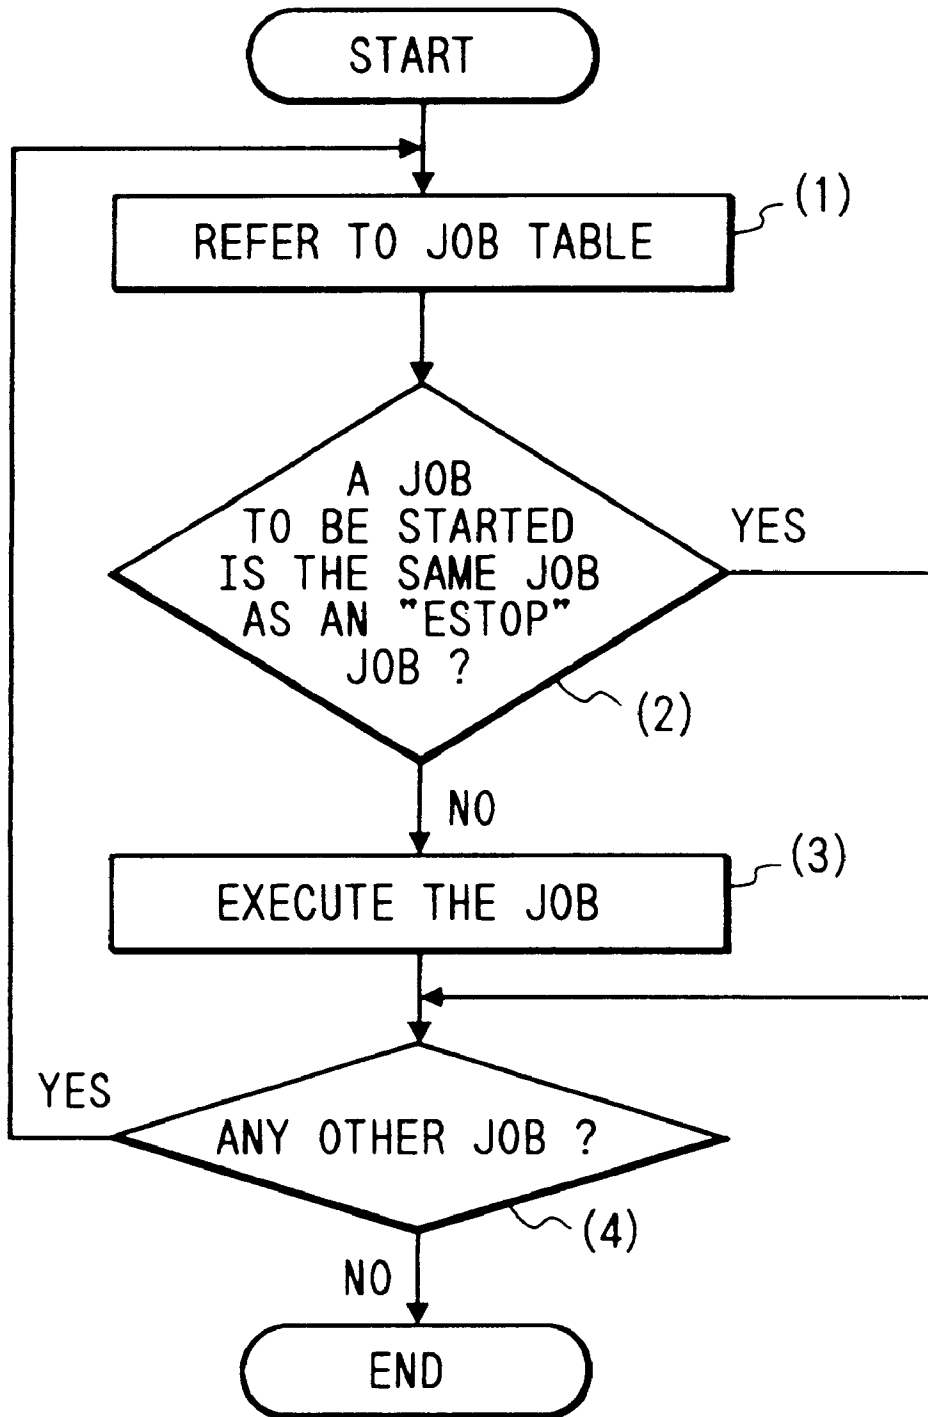 START
REFER TO JOB TABLE
(1)
A JOB
TO BE STARTED
IS THE SAME JOB
AS AN "ESTOP"
JOB ?
YES
(2)
NO
EXECUTE THE JOB
(3)
YES
ANY OTHER JOB ?
(4)
NO
END